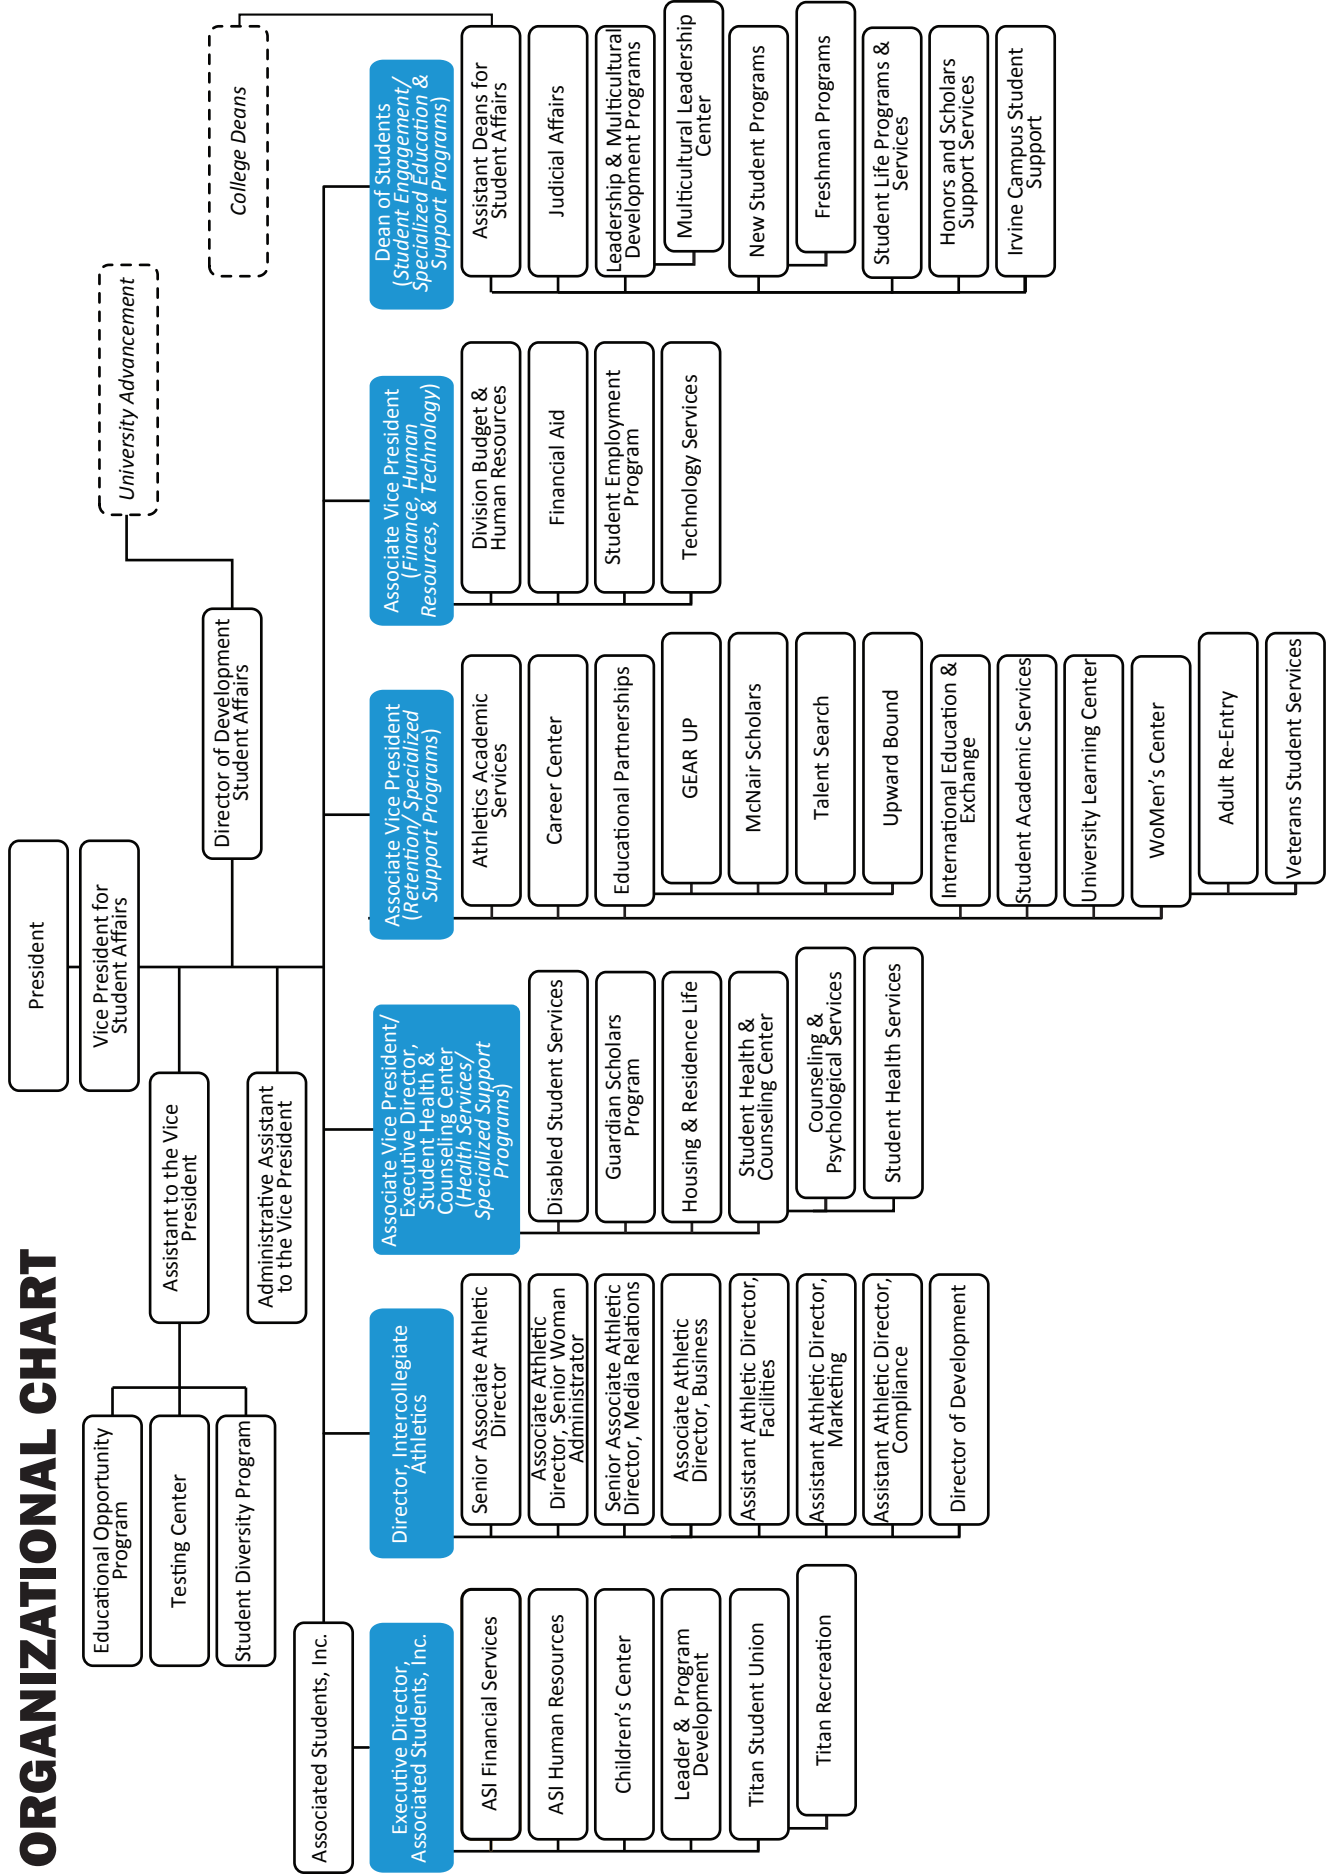 ORGANIZATIONAL CHART
President
Vice President for
Student Affairs
University Advancement
College Deans
Director of Development
Student Affairs
Assistant to the Vice
President
Administrative Assistant
to the Vice President
Educational Opportunity
Program
Testing Center
Student Diversity Program
Associated Students, Inc.
Executive Director,
Associated Students, Inc.
ASI Financial Services
ASI Human Resources
Children's Center
Leader & Program
Development
Titan Student Union
Titan Recreation
Director, Intercollegiate
Athletics
Senior Associate Athletic
Director
Associate Athletic
Director, Senior Woman
Administrator
Senior Associate Athletic
Director, Media Relations
Associate Athletic
Director, Business
Assistant Athletic Director,
Facilities
Assistant Athletic Director,
Marketing
Assistant Athletic Director,
Compliance
Director of Development
Associate Vice President/
Executive Director,
Student Health &
Counseling Center
(Health Services/
Specialized Support
Programs)
Disabled Student Services
Guardian Scholars
Program
Housing & Residence Life
Student Health &
Counseling Center
Counseling &
Psychological Services
Student Health Services
Associate Vice President
(Retention/ Specialized
Support Programs)
Athletics Academic
Services
Career Center
Educational Partnerships
GEAR UP
McNair Scholars
Talent Search
Upward Bound
International Education &
Exchange
Student Academic Services
University Learning Center
WoMen's Center
Adult Re-Entry
Veterans Student Services
Associate Vice President
(Finance, Human
Resources, & Technology)
Division Budget &
Human Resources
Financial Aid
Student Employment
Program
Technology Services
Dean of Students
(Student Engagement/
Specialized Education &
Support Programs)
Assistant Deans for
Student Affairs
Judicial Affairs
Leadership & Multicultural
Development Programs
Multicultural Leadership
Center
New Student Programs
Freshman Programs
Student Life Programs &
Services
Honors and Scholars
Support Services
Irvine Campus Student
Support